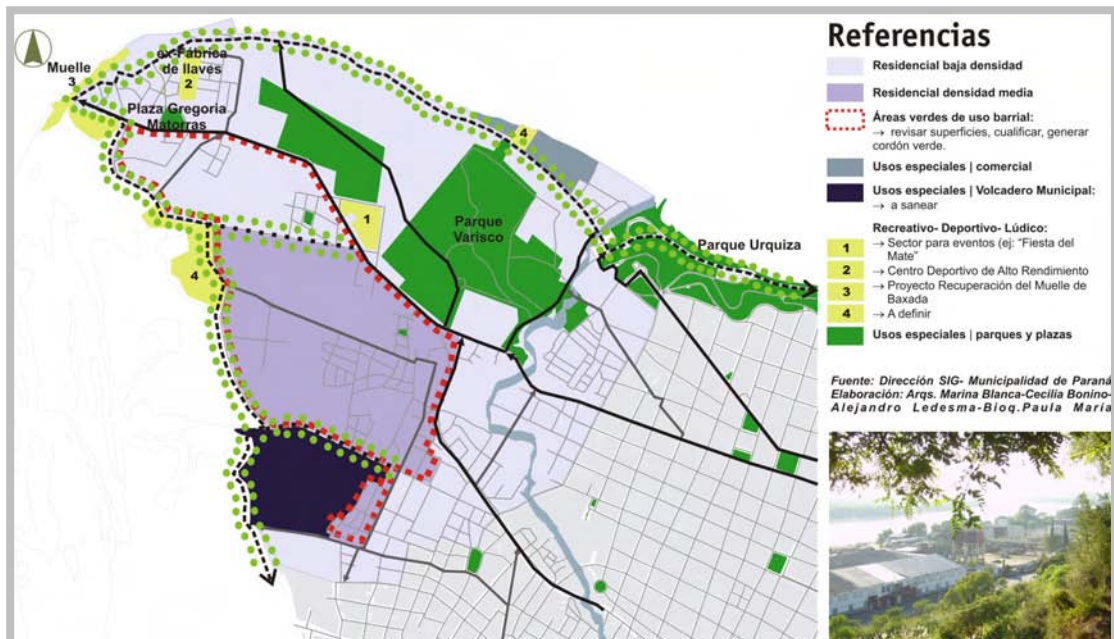 ex-Fábrica
de llaves
2
Muelle
3
Plaza Gregoria
Matorras
4
1
Parque
Varisco
Parque Urquiza
4
Referencias
Residencial baja densidad
Residencial densidad media
Áreas verdes de uso barrial:
→ revisar superficies, cualificar, generar
cordón verde.
Usos especiales | comercial
Usos especiales | Volcadero Municipal:
→ a sanear
Recreativo- Deportivo- Lúdico:
1 → Sector para eventos (ej: “Fiesta del
Mate”
2 → Centro Deportivo de Alto Rendimiento
3 → Proyecto Recuperación del Muelle de
Baxada
4 → A definir
Usos especiales | parques y plazas
Fuente: Dirección SIG- Municipalidad de Paraná
Elaboración: Arqs. Marina Blanca-Cecilia Bonino-
Alejandro Ledesma-Bioq.Paula María